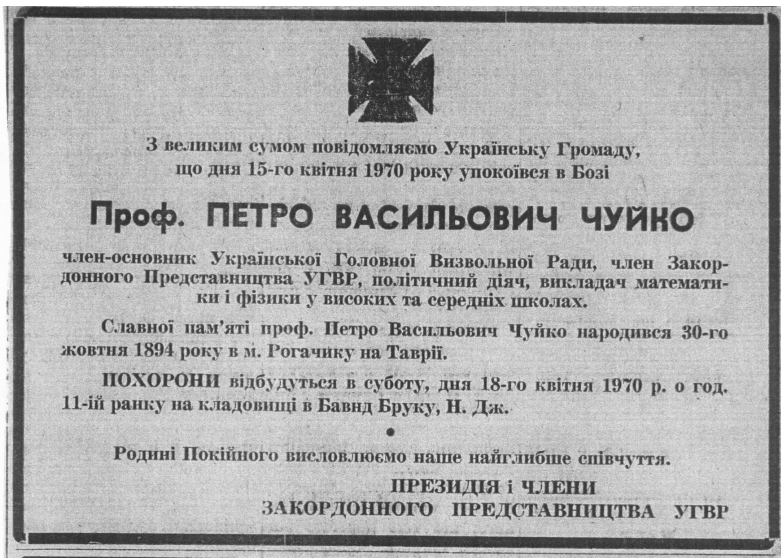 З великим сумом повідомляємо Українську Громаду,
що дня 15-го квітня 1970 року упокоївся в Бозі
Проф. ПЕТРО ВАСИЛЬОВИЧ ЧУЙКО
член-основник Української Головної Визвольної Ради, член Закор-
донного Представництва УГВР, політичний діяч, викладач математи-
ки і фізики у високих та середніх школах.
Славної пам'яті проф. Петро Васильович Чуйко народився 30-го
жовтня 1894 року в м. Рогачику на Таврії.
ПОХОРОНИ відбудуться в суботу, дня 18-го квітня 1970 р. о год.
11-ій ранку на кладовищі в Бавнд Бруку, Н. Дж.
•
Родині Покійного висловлюємо наше найглибше співчуття.
ПРЕЗИДІЯ і ЧЛЕНИ
ЗАКОРДОННОГО ПРЕДСТАВНИЦТВА УГВР